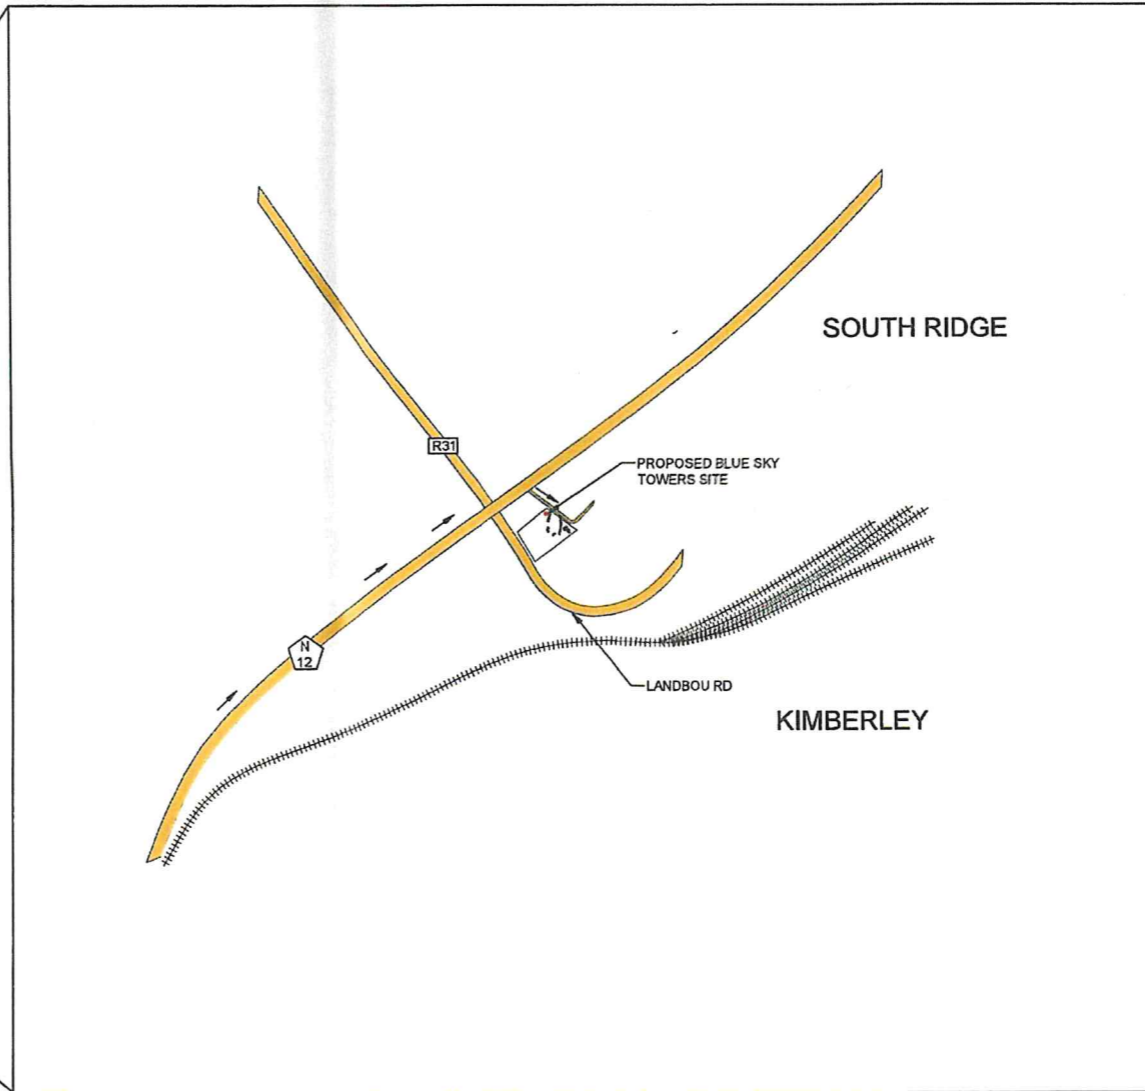 SOUTH RIDGE
R31
PROPOSED BLUE SKY
TOWERS SITE
N
12
LANDBOU RD
KIMBERLEY